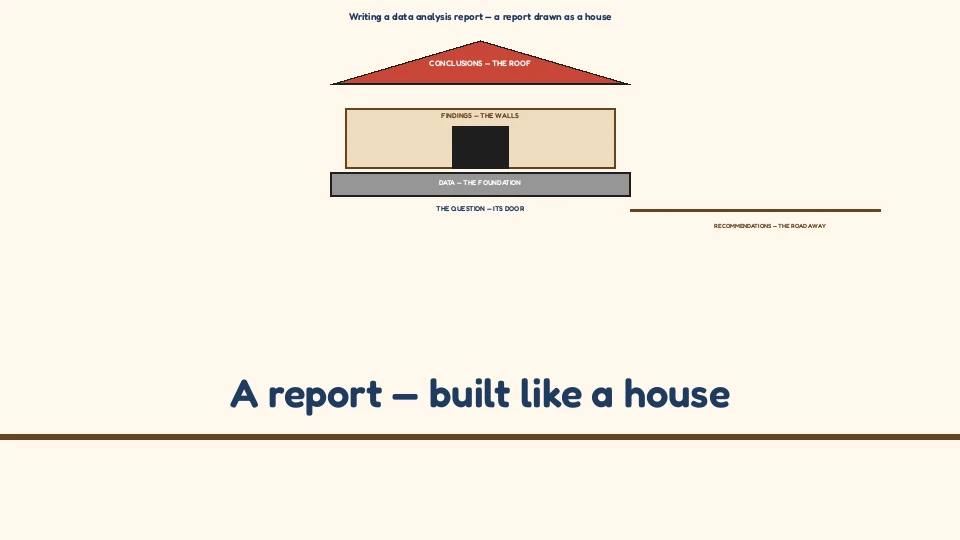 Writing a data analysis report — a report drawn as a house
CONCLUSIONS — THE ROOF
FINDINGS — THE WALLS
DATA — THE FOUNDATION
THE QUESTION — ITS DOOR
RECOMMENDATIONS — THE ROAD AWAY
A report — built like a house